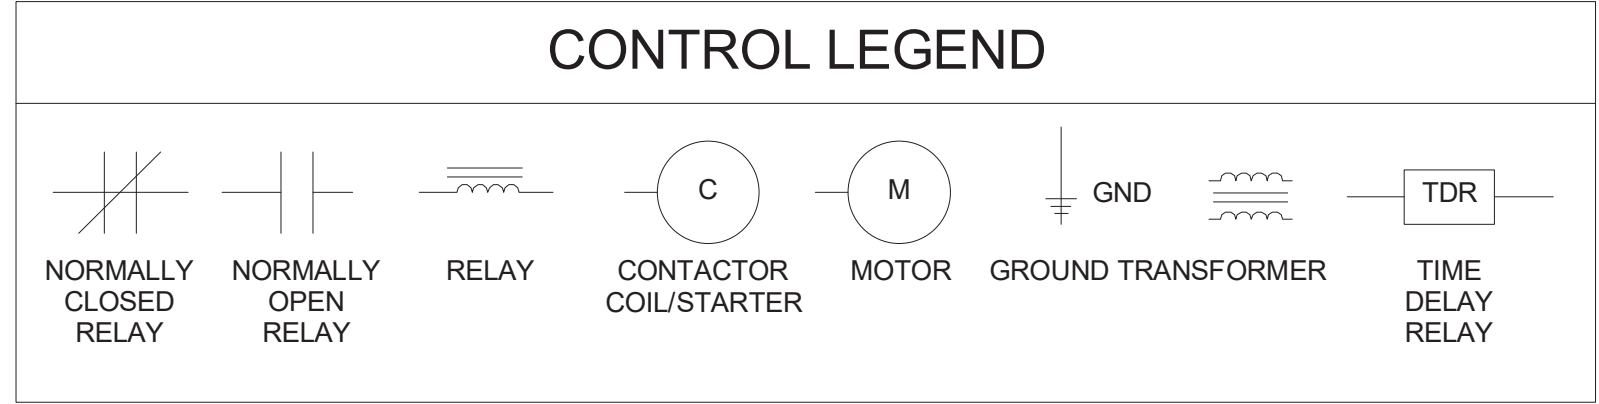 CONTROL LEGEND
C
M
GND
TDR
NORMALLY
CLOSED
RELAY
NORMALLY
OPEN
RELAY
RELAY
CONTACTOR
COIL/STARTER
MOTOR
GROUND
TRANSFORMER
TIME
DELAY
RELAY